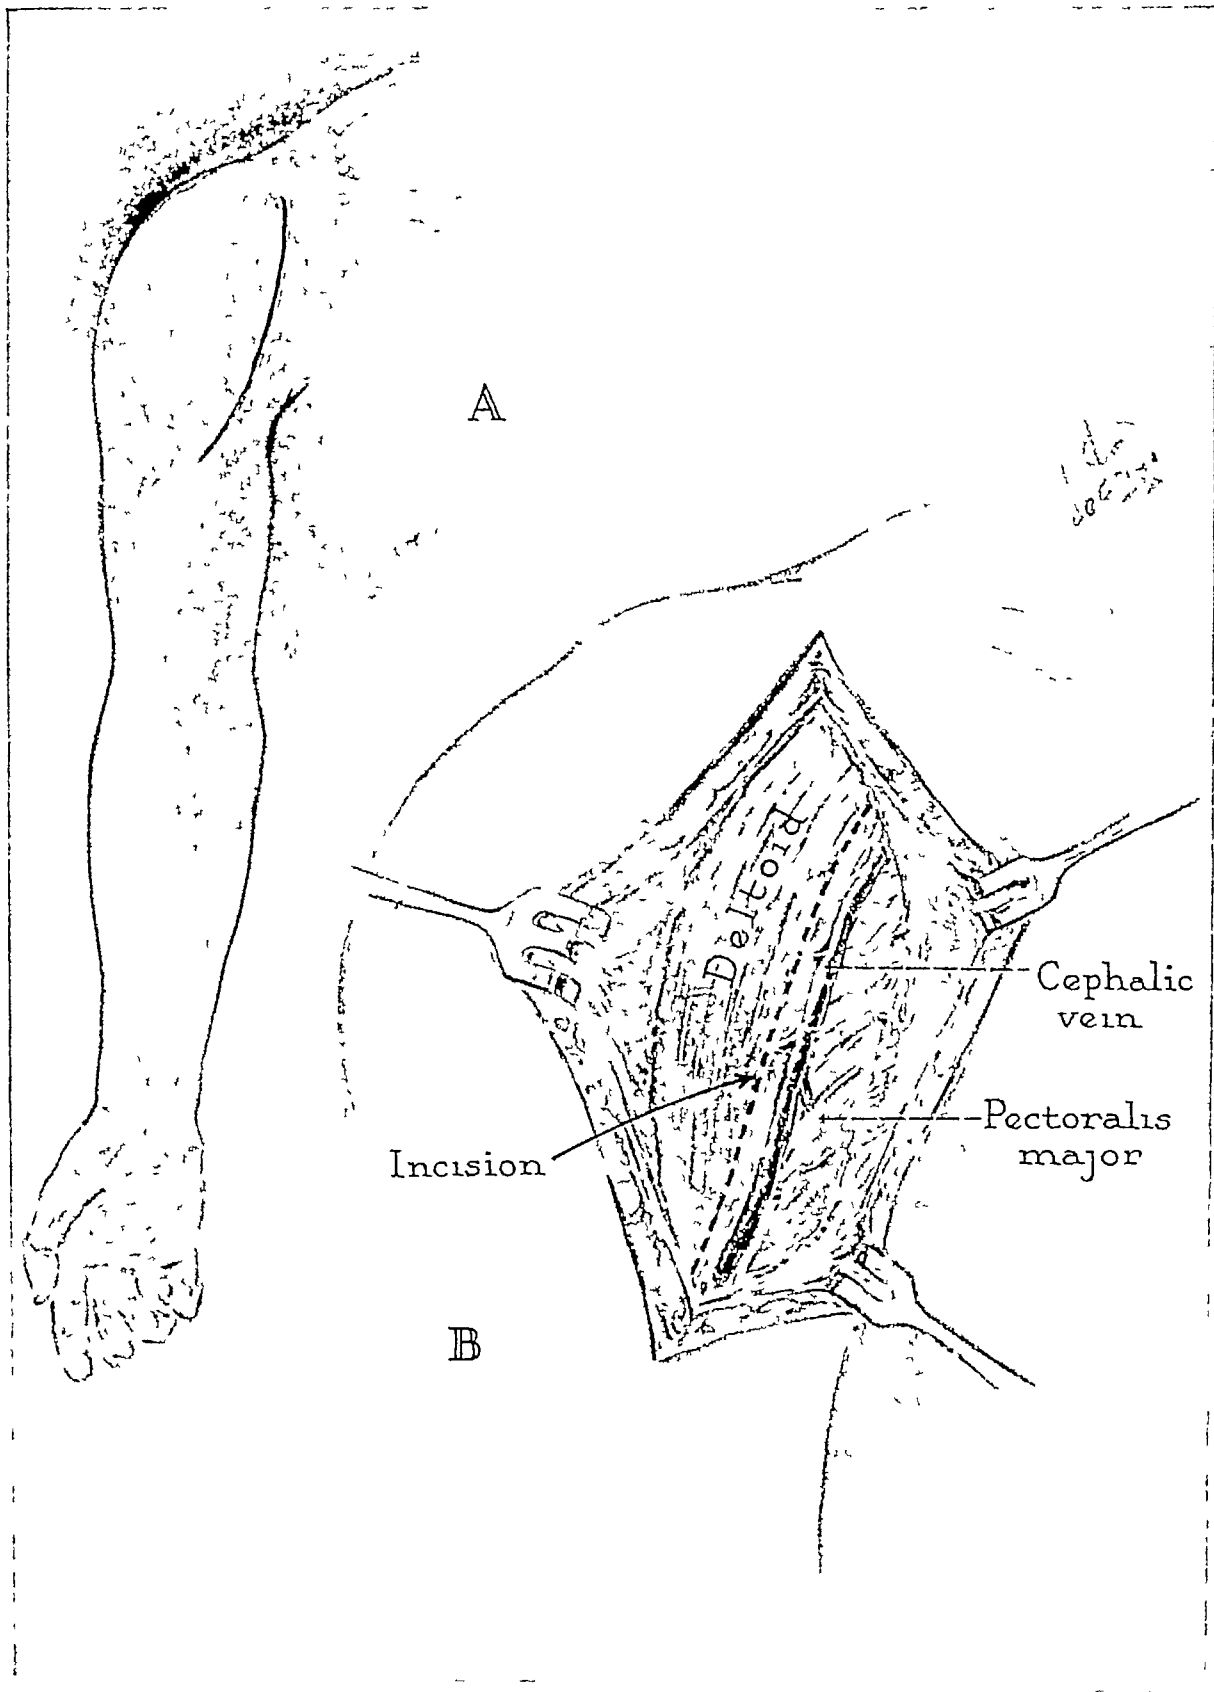 A
Deltoid
Cephalic
vein
Pectoralis
major
Incision
B